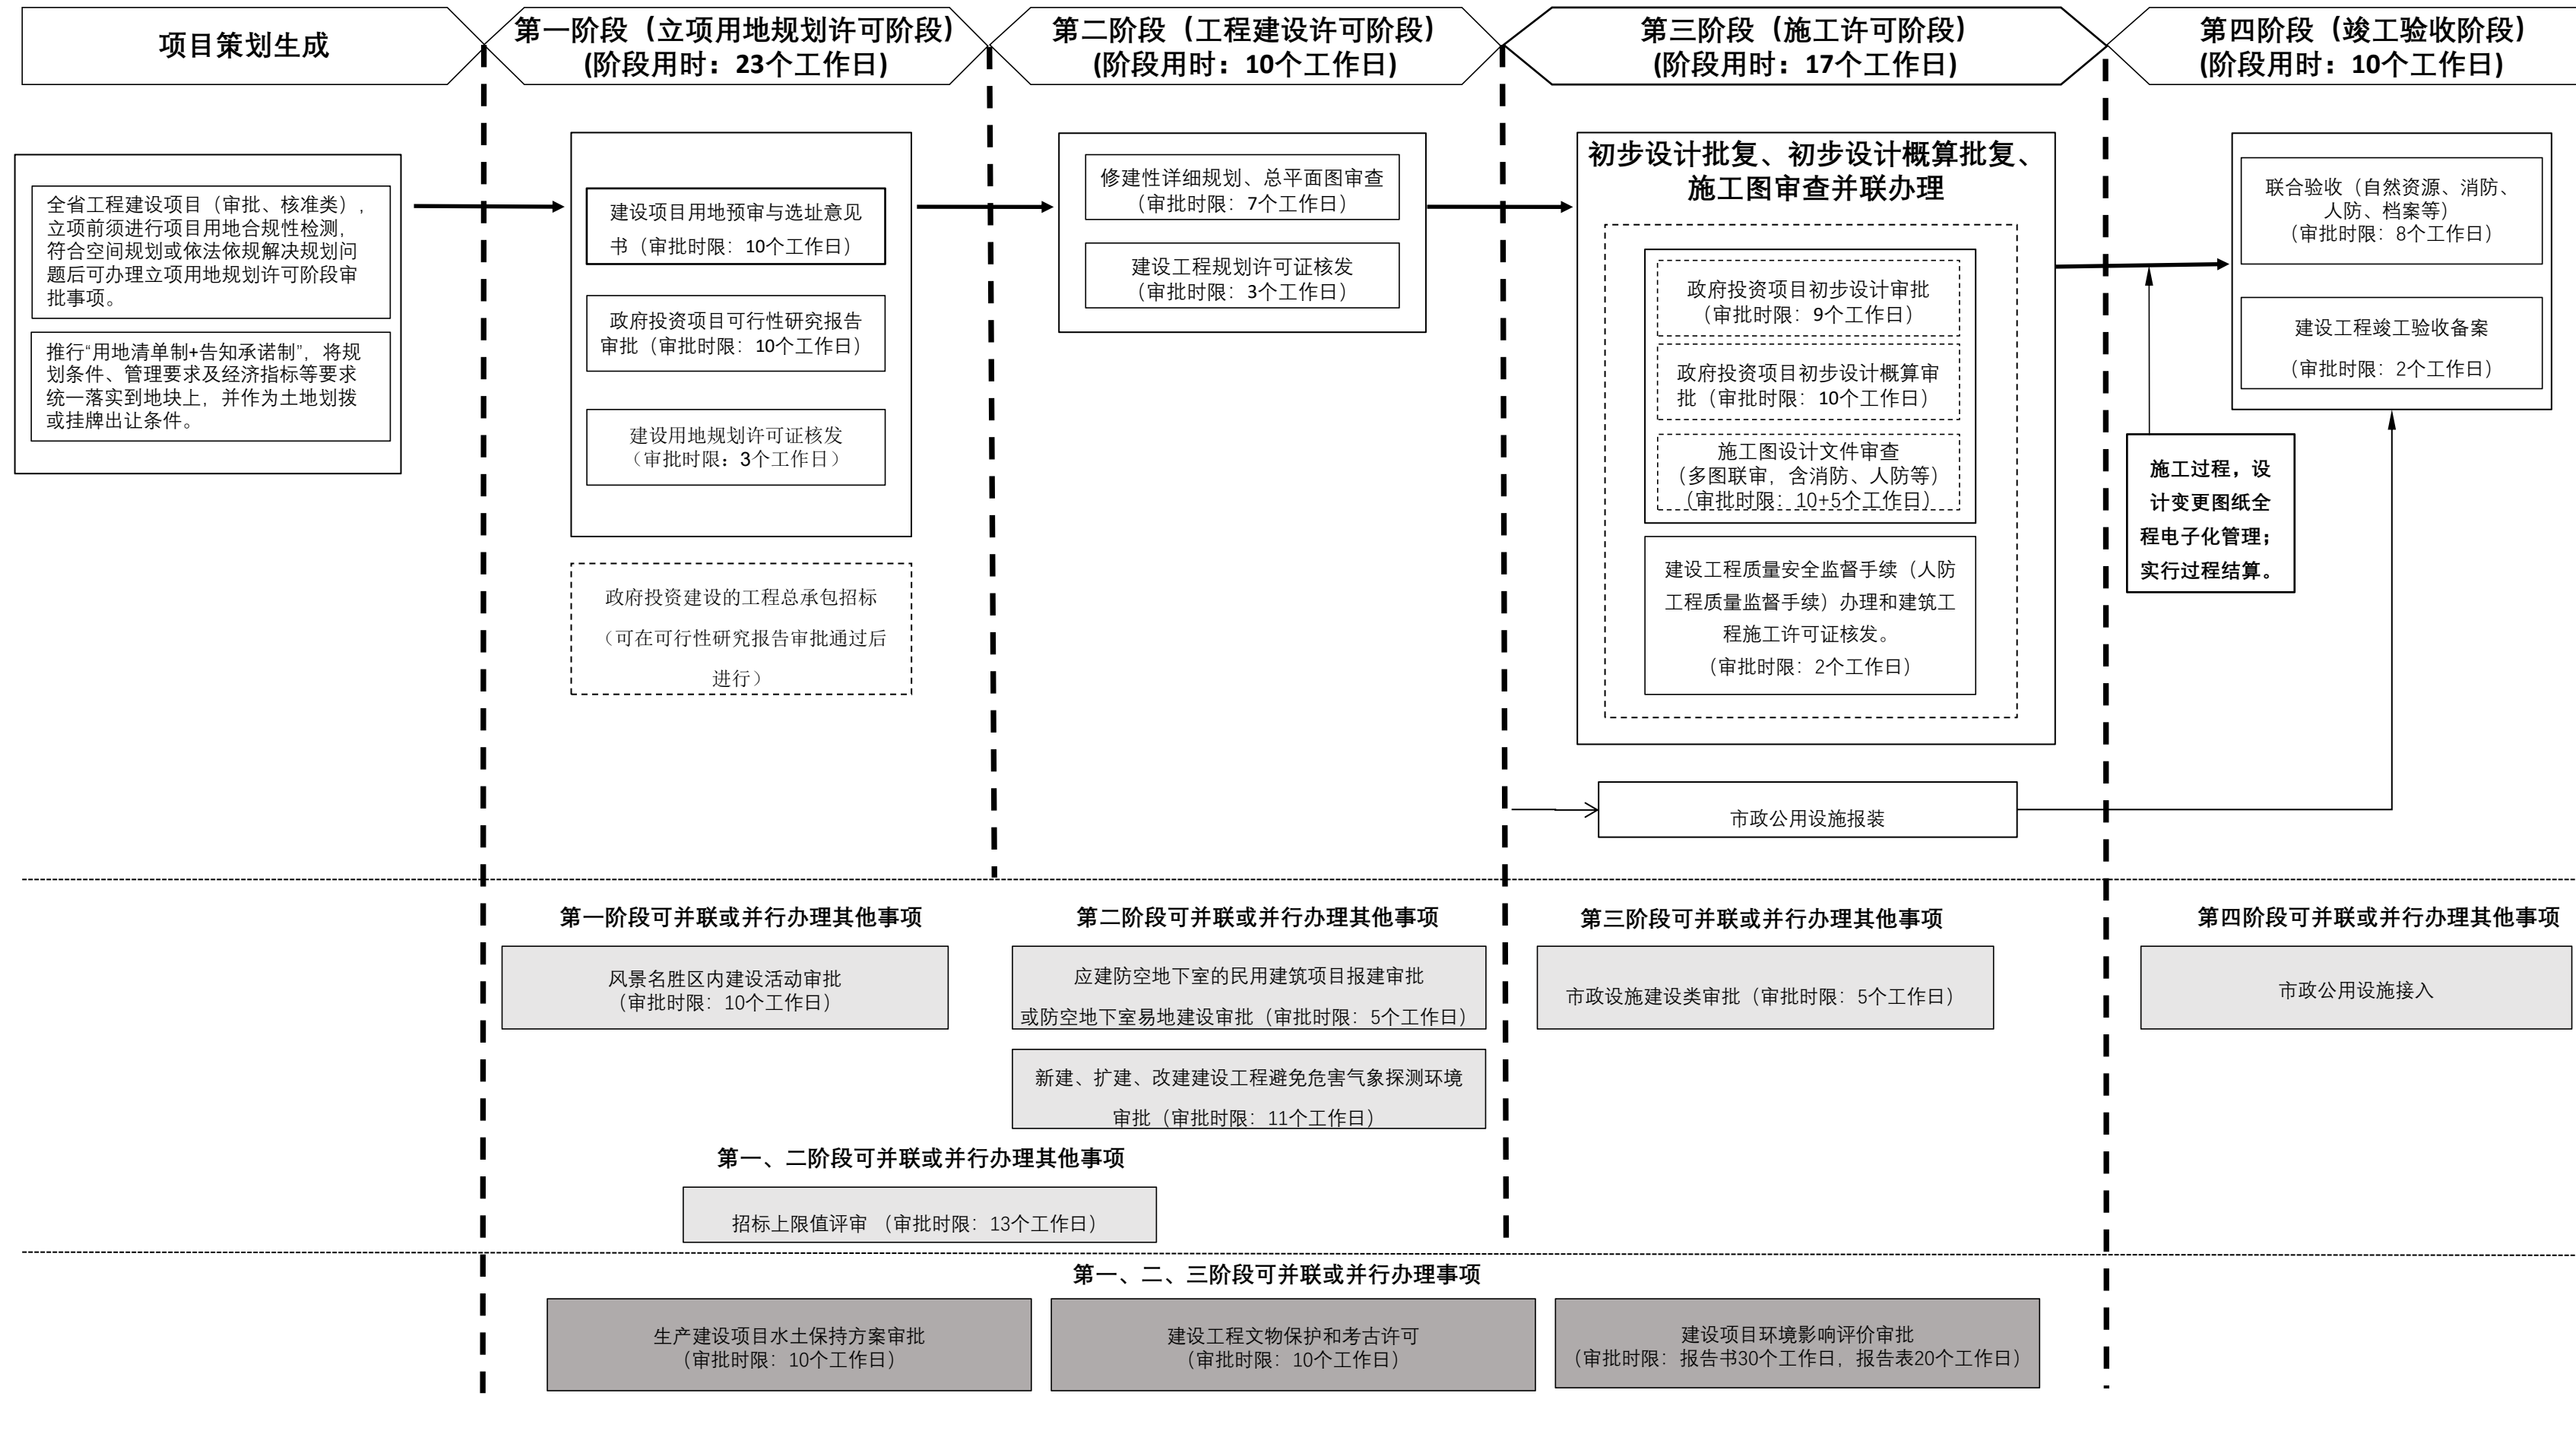 项目策划生成
第一阶段（立项用地规划许可阶段）
(阶段用时：23个工作日)
第二阶段（工程建设许可阶段）
(阶段用时：10个工作日)
第三阶段（施工许可阶段）
(阶段用时：17个工作日)
第四阶段（竣工验收阶段）
(阶段用时：10个工作日)
全省工程建设项目（审批、核准类），
立项前须进行项目用地合规性检测，
符合空间规划或依法依规解决规划问
题后可办理立项用地规划许可阶段审
批事项。
推行“用地清单制+告知承诺制”，将规
划条件、管理要求及经济指标等要求
统一落实到地块上，并作为土地划拨
或挂牌出让条件。
建设项目用地预审与选址意见
书（审批时限：10个工作日）
政府投资项目可行性研究报告
审批（审批时限：10个工作日）
建设用地规划许可证核发
（审批时限：3个工作日）
政府投资建设的工程总承包招标
（可在可行性研究报告审批通过后
进行）
修建性详细规划、总平面图审查
（审批时限：7个工作日）
建设工程规划许可证核发
（审批时限：3个工作日）
初步设计批复、初步设计概算批复、
施工图审查并联办理
政府投资项目初步设计审批
（审批时限：9个工作日）
政府投资项目初步设计概算审
批（审批时限：10个工作日）
施工图设计文件审查
（多图联审，含消防、人防等）
（审批时限：10+5个工作日）
建设工程质量安全监督手续（人防
工程质量监督手续）办理和建筑工
程施工许可证核发。
（审批时限：2个工作日）
市政公用设施报装
联合验收（自然资源、消防、
人防、档案等）
（审批时限：8个工作日）
建设工程竣工验收备案
（审批时限：2个工作日）
施工过程，设
计变更图纸全
程电子化管理；
实行过程结算。
第一阶段可并联或并行办理其他事项
风景名胜区内建设活动审批
（审批时限：10个工作日）
第二阶段可并联或并行办理其他事项
应建防空地下室的民用建筑项目报建审批
或防空地下室易地建设审批（审批时限：5个工作日）
新建、扩建、改建建设工程避免危害气象探测环境
审批（审批时限：11个工作日）
第三阶段可并联或并行办理其他事项
市政设施建设类审批（审批时限：5个工作日）
第四阶段可并联或并行办理其他事项
市政公用设施接入
第一、二阶段可并联或并行办理其他事项
招标上限值评审 （审批时限：13个工作日）
第一、二、三阶段可并联或并行办理事项
生产建设项目水土保持方案审批
（审批时限：10个工作日）
建设工程文物保护和考古许可
（审批时限：10个工作日）
建设项目环境影响评价审批
（审批时限：报告书30个工作日，报告表20个工作日）